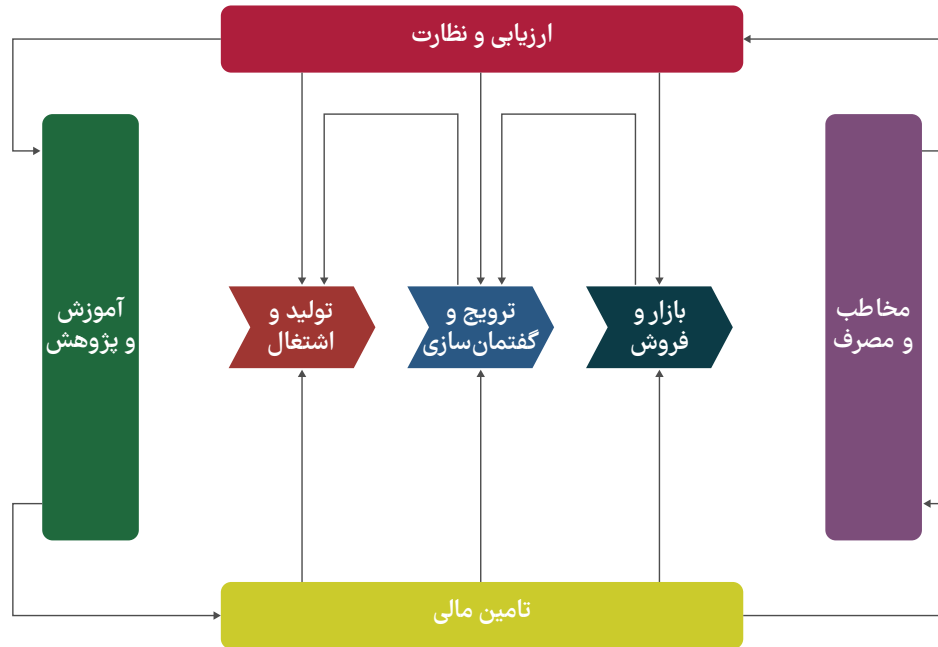 ارزیابی و نظارت
مخاطب
و مصرف
بازار و
فروش
ترویج و
گفتمان‌سازی
تولید و
اشتغال
آموزش
و پژوهش
تامین مالی